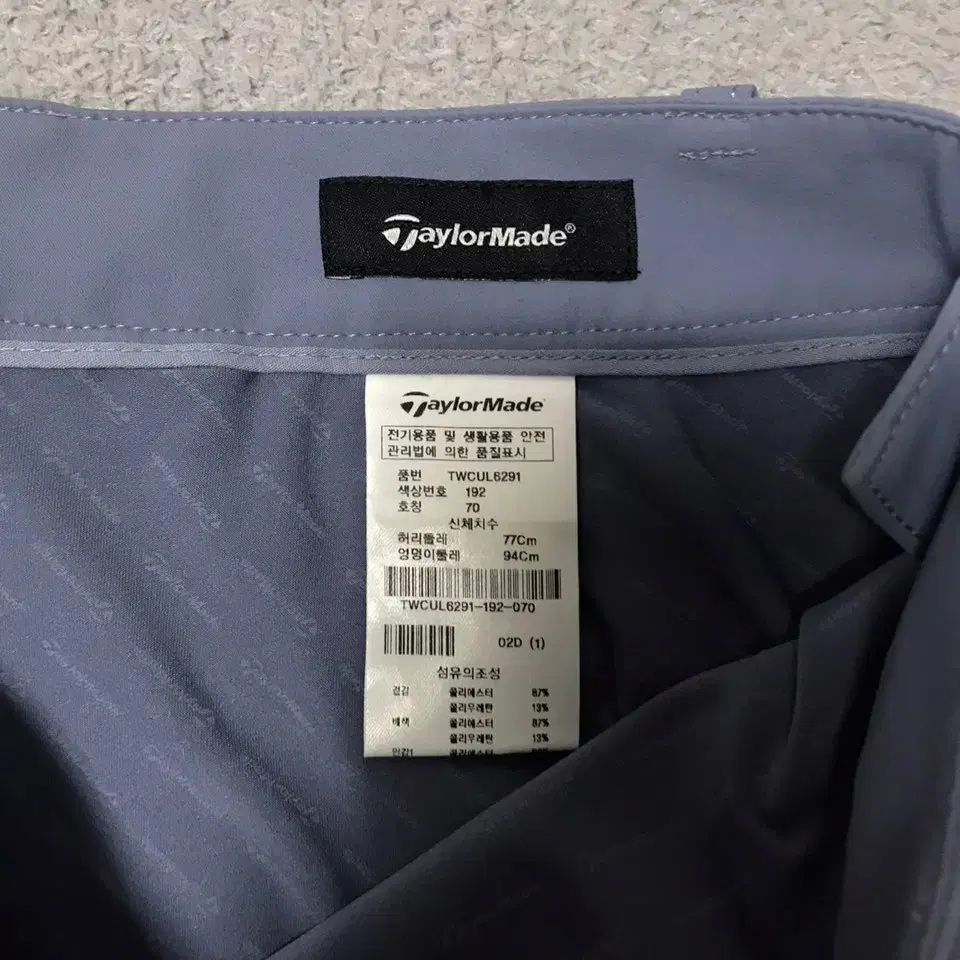 TaylorMade®
TaylorMade
전기용품 및 생활용품 안전
관리법에 의한 품질표시
품번 TWCUL6291
색상번호 192
호칭 70
신체치수
허리둘레 77Cm
엉덩이둘레 94Cm
TWCUL6291-192-070
02D (1)
섬유의조성
겉감 폴리에스터 87%
폴리우레탄 13%
배색 폴리에스터 87%
폴리우레탄 13%